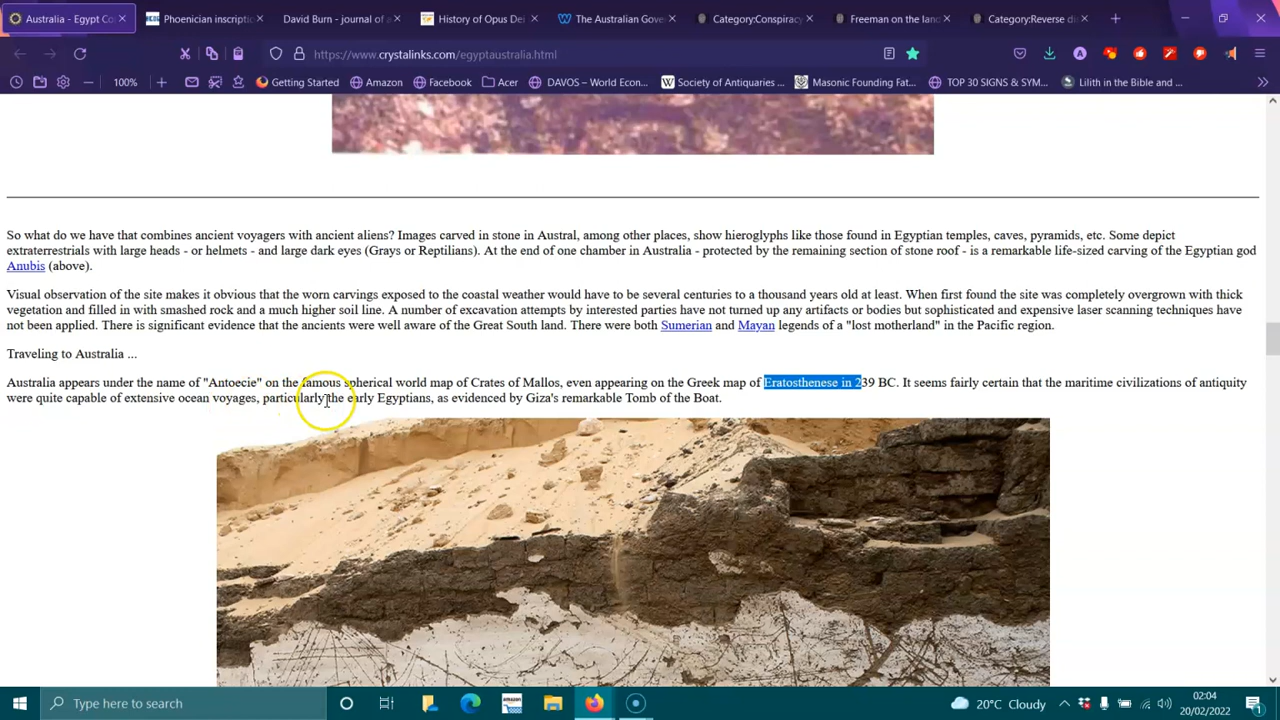 Australia - Egypt Co
Phoenician inscripti
David Burn - journal of a
History of Opus Dei
The Australian Gove
Category:Conspirac
Freeman on the lan
Category:Reverse di
https://www.crystalinks.com/egyptaustralia.html
100%
Getting Started
Amazon
Facebook
Acer
DAVOS – World Econ...
Society of Antiquaries ...
Masonic Founding Fat...
TOP 30 SIGNS & SYM...
Lilith in the Bible and ...
So what do we have that combines ancient voyagers with ancient aliens? Images carved in stone in Austral, among other places, show hieroglyphs like those found in Egyptian temples, caves, pyramids, etc. Some depict
extraterrestrials with large heads - or helmets - and large dark eyes (Grays or Reptilians). At the end of one chamber in Australia - protected by the remaining section of stone roof - is a remarkable life-sized carving of the Egyptian god
Anubis (above).
Visual observation of the site makes it obvious that the worn carvings exposed to the coastal weather would have to be several centuries to a thousand years old at least. When first found the site was completely overgrown with thick
vegetation and filled in with smashed rock and a much higher soil line. A number of excavation attempts by interested parties have not turned up any artifacts or bodies but sophisticated and expensive laser scanning techniques have
not been applied. There is significant evidence that the ancients were well aware of the Great South land. There were both Sumerian and Mayan legends of a "lost motherland" in the Pacific region.
Traveling to Australia ...
Australia appears under the name of "Antoecie" on the famous spherical world map of Crates of Mallos, even appearing on the Greek map of Eratosthenese in 239 BC. It seems fairly certain that the maritime civilizations of antiquity
were quite capable of extensive ocean voyages, particularly the early Egyptians, as evidenced by Giza's remarkable Tomb of the Boat.
Type here to search
amazon
20°C Cloudy
02:04
20/02/2022
1